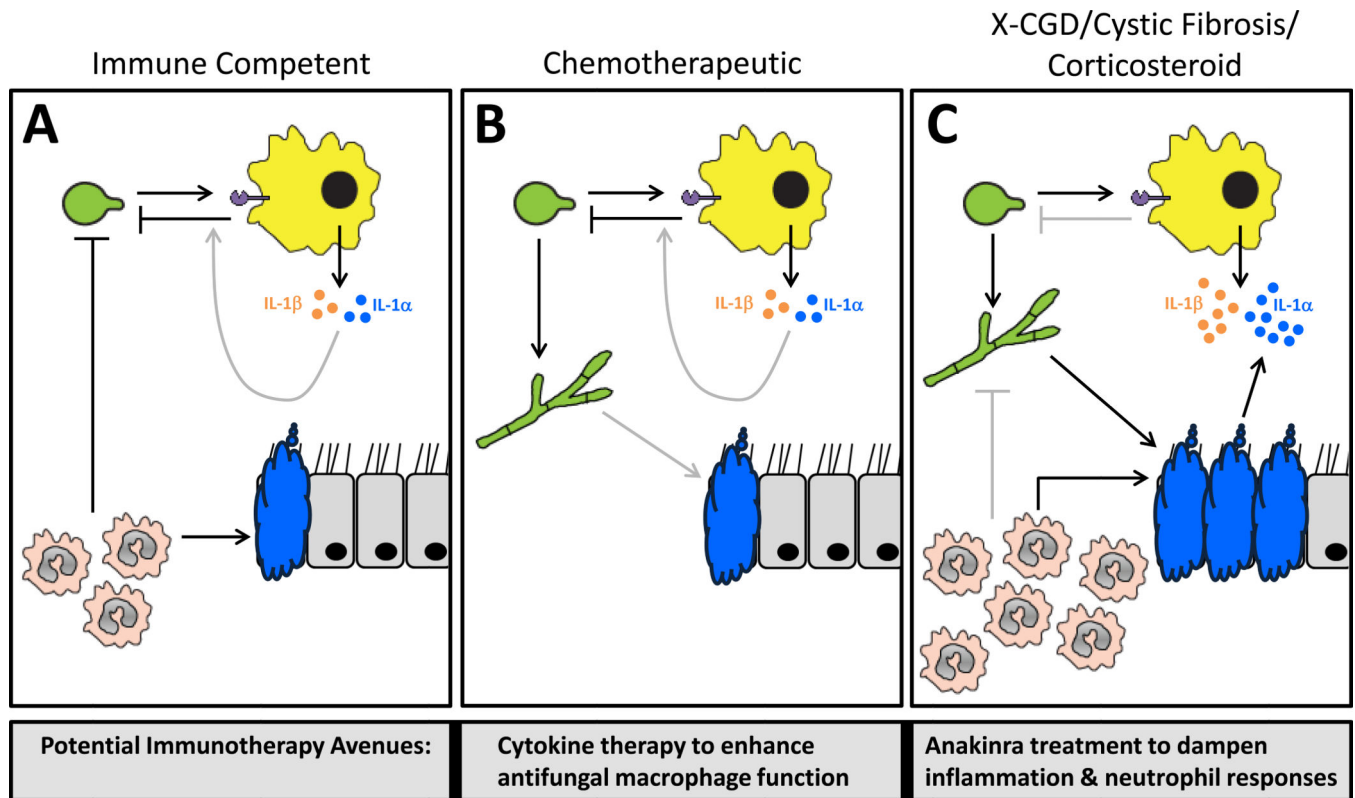 Immune Competent
Chemotherapeutic
X-CGD/Cystic Fibrosis/
Corticosteroid
A
IL-1β
IL-1α
B
IL-1β
IL-1α
C
IL-1β
IL-1α
Potential Immunotherapy Avenues:
Cytokine therapy to enhance
antifungal macrophage function
Anakinra treatment to dampen
inflammation & neutrophil responses